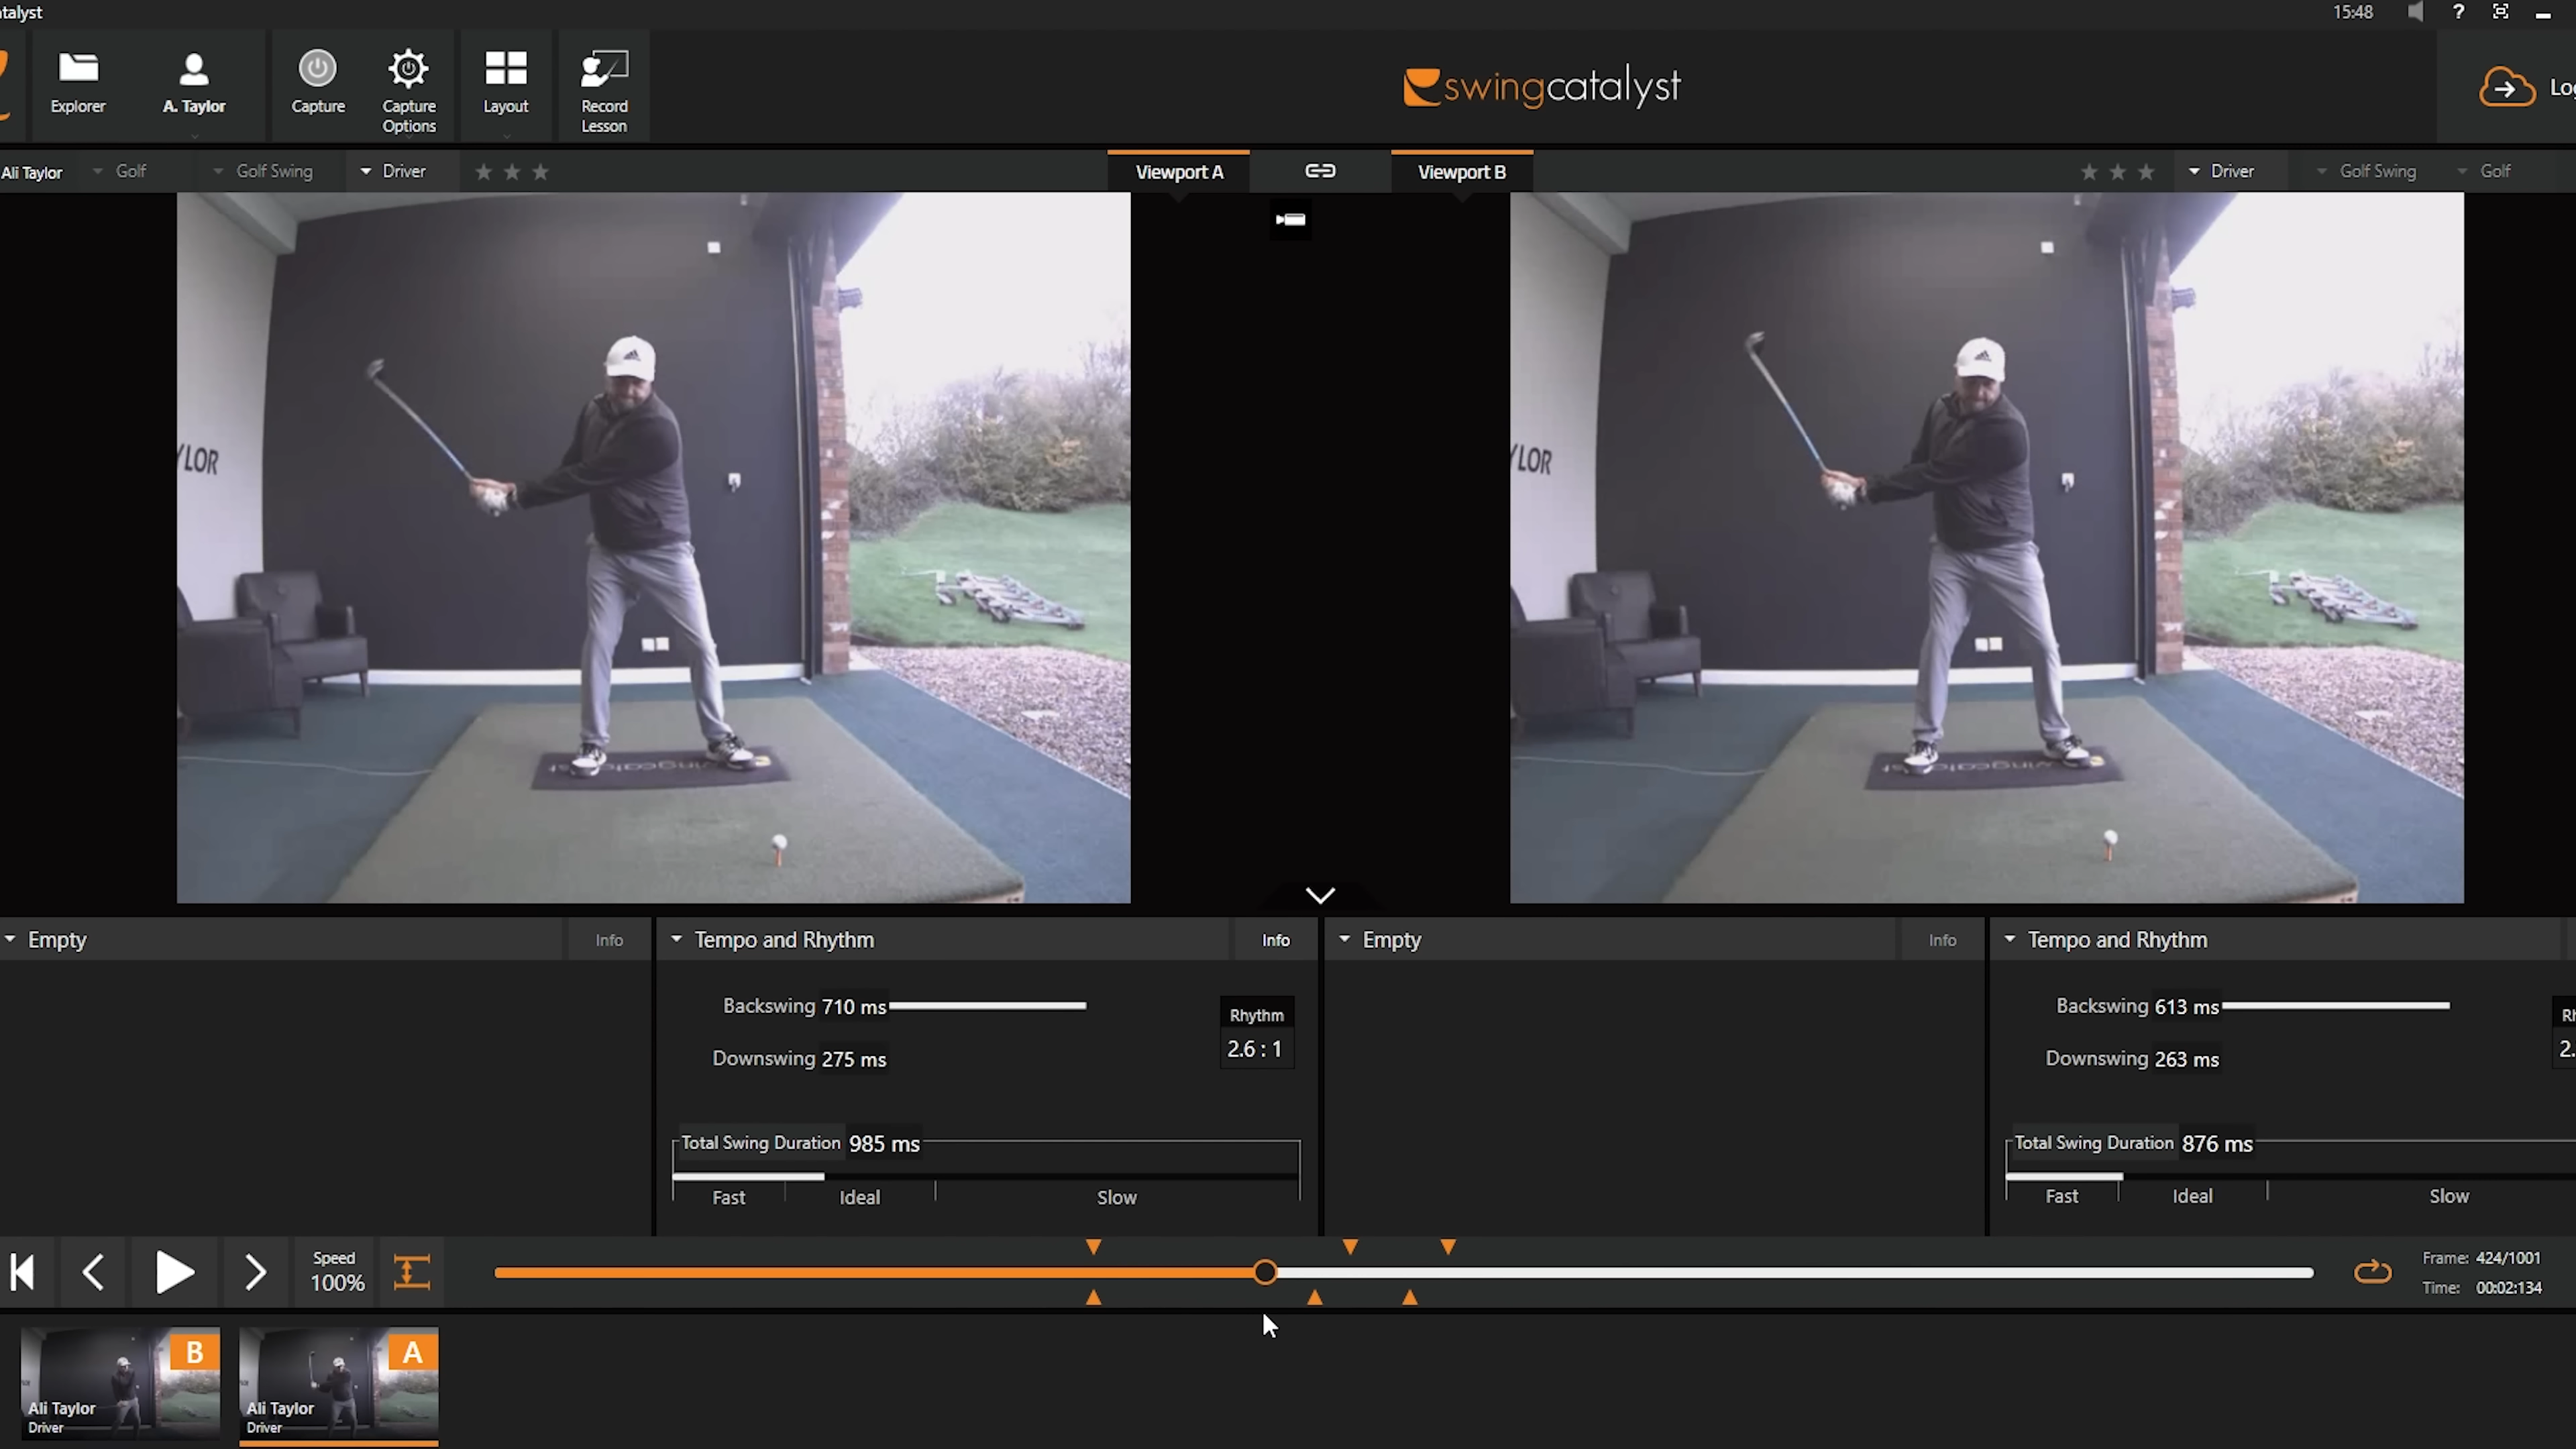 atalyst
15:48
?
Explorer
A. Taylor
Capture
Capture
Options
Layout
Record
Lesson
swingcatalyst
Ali Taylor
Golf
Golf Swing
Driver
Viewport A
Viewport B
Driver
Golf Swing
Golf
YLOR
YLOR
Empty
Info
Tempo and Rhythm
Info
Empty
Info
Tempo and Rhythm
Backswing 710 ms
Downswing 275 ms
Rhythm
2.6 : 1
Total Swing Duration 985 ms
Fast
Ideal
Slow
Backswing 613 ms
Downswing 263 ms
Total Swing Duration 876 ms
Fast
Ideal
Slow
Speed
100%
Frame: 424/1001
Time: 00:02:134
B
Ali Taylor
Driver
A
Ali Taylor
Driver